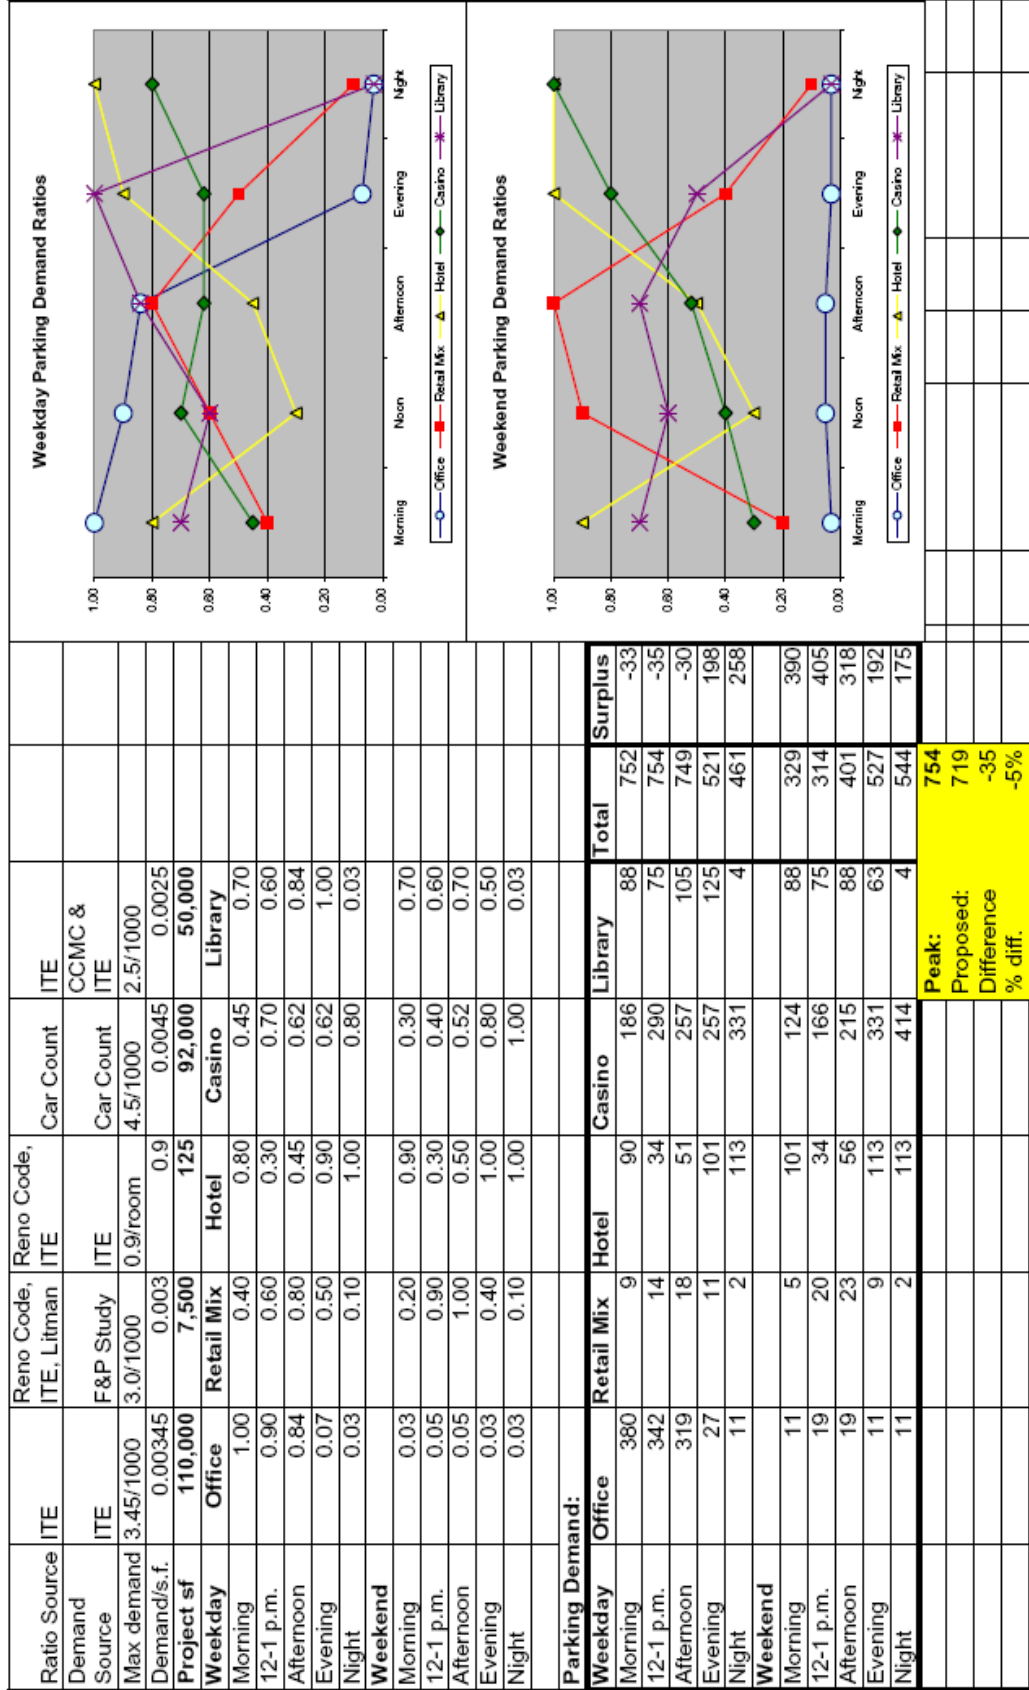 Ratio Source ITE Reno Code, ITE, Litman Reno Code, ITE Car Count ITE
Demand Source ITE F&P Study ITE Car Count CCMC & ITE
Max demand 3.45/1000 3.0/1000 0.9/room 4.5/1000 2.5/1000
Demand/s.f. 0.00345 0.003 0.9 0.0045 0.0025
Project sf 110,000 7,500 125 92,000 50,000
Weekday Office Retail Mix Hotel Casino Library
Morning 1.00 0.40 0.80 0.45 0.70
12-1 p.m. 0.90 0.60 0.30 0.70 0.60
Afternoon 0.84 0.80 0.45 0.62 0.84
Evening 0.07 0.50 0.90 0.62 1.00
Night 0.03 0.10 1.00 0.80 0.03
Weekend
Morning 0.03 0.20 0.90 0.30 0.70
12-1 p.m. 0.05 0.90 0.30 0.40 0.60
Afternoon 0.05 1.00 0.50 0.52 0.70
Evening 0.03 0.40 1.00 0.80 0.50
Night 0.03 0.10 1.00 1.00 0.03
Parking Demand:
Weekday Office Retail Mix Hotel Casino Library Total Surplus
Morning 380 9 90 186 88 752 -33
12-1 p.m. 342 14 34 290 75 754 -35
Afternoon 319 18 51 257 105 749 -30
Evening 27 11 101 257 125 521 198
Night 11 2 113 331 4 461 258
Weekend
Morning 11 5 101 124 88 329 390
12-1 p.m. 19 20 34 166 75 314 405
Afternoon 19 23 56 215 88 401 318
Evening 11 9 113 331 63 527 192
Night 11 2 113 414 4 544 175
Peak: 754
Proposed: 719
Difference -35
% diff. -5%
Weekday Parking Demand Ratios
1.00
0.80
0.60
0.40
0.20
0.00
Morning Noon Afternoon Evening Night
Office Retail Mix Hotel Casino Library
Weekend Parking Demand Ratios
1.00
0.80
0.60
0.40
0.20
0.00
Morning Noon Afternoon Evening Night
Office Retail Mix Hotel Casino Library